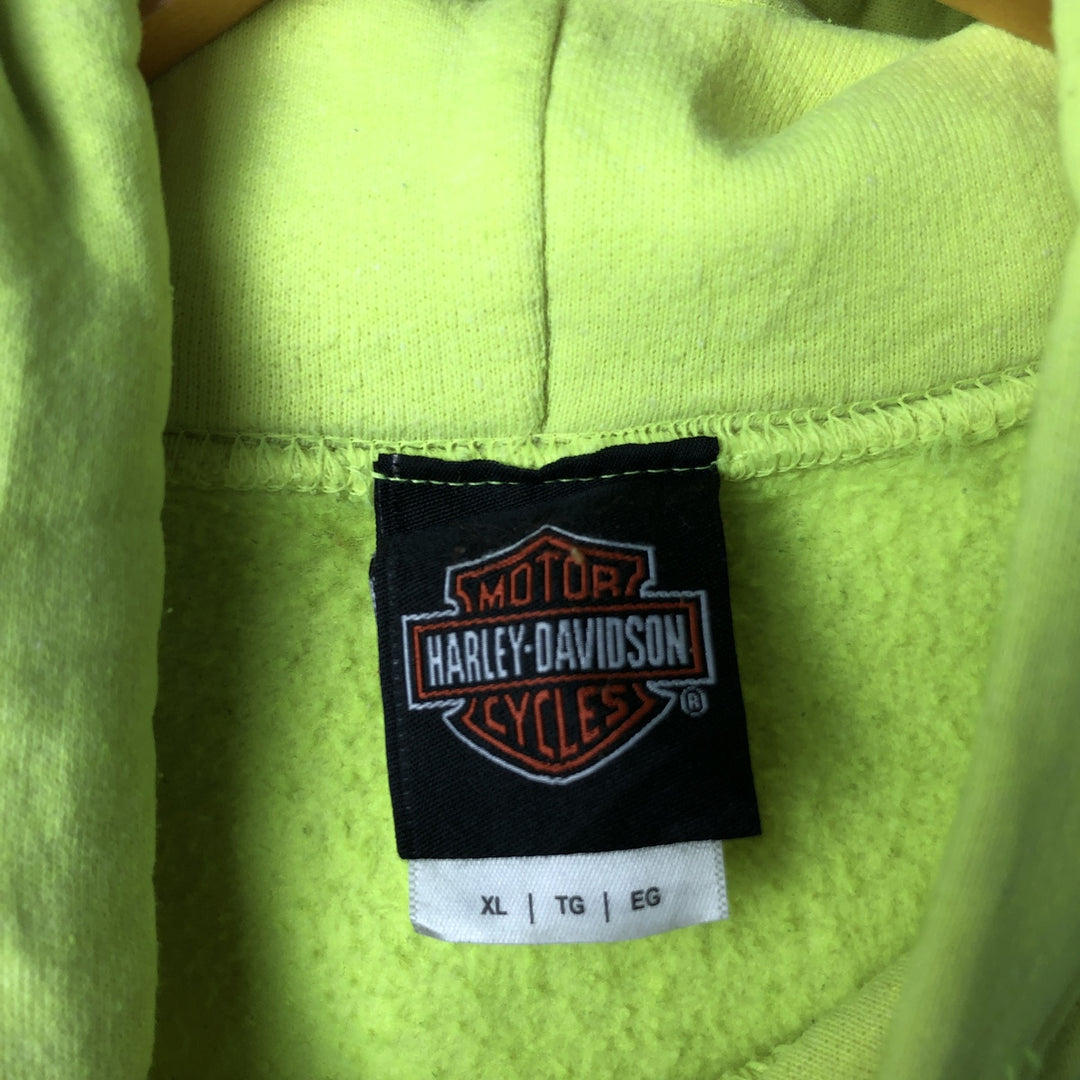 MOTOR
HARLEY-DAVIDSON
CYCLES
®
XL | TG | EG